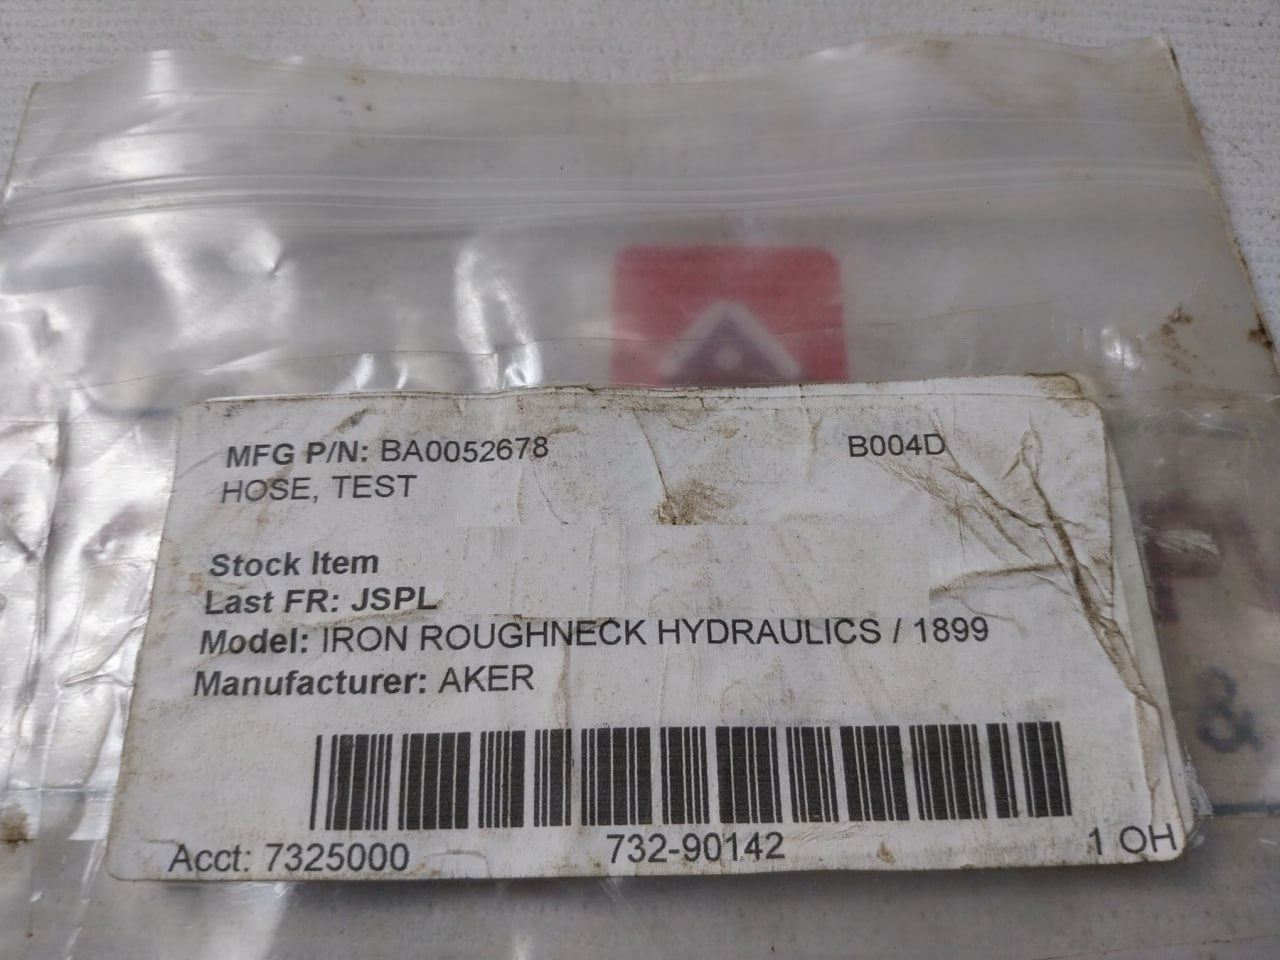 MFG P/N: BA0052678 B004D
HOSE, TEST
Stock Item
Last FR: JSPL
Model: IRON ROUGHNECK HYDRAULICS / 1899
Manufacturer: AKER
&
Acct: 7325000 732-90142 1 OH